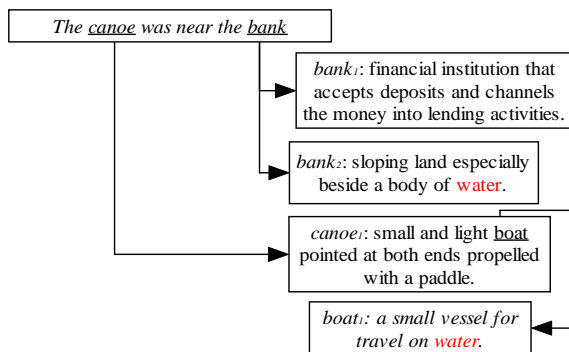 The canoe was near the bank
bank₁: financial institution that
accepts deposits and channels
the money into lending activities.
bank₂: sloping land especially
beside a body of water.
canoe₁: small and light boat
pointed at both ends propelled
with a paddle.
boat₁: a small vessel for
travel on water.